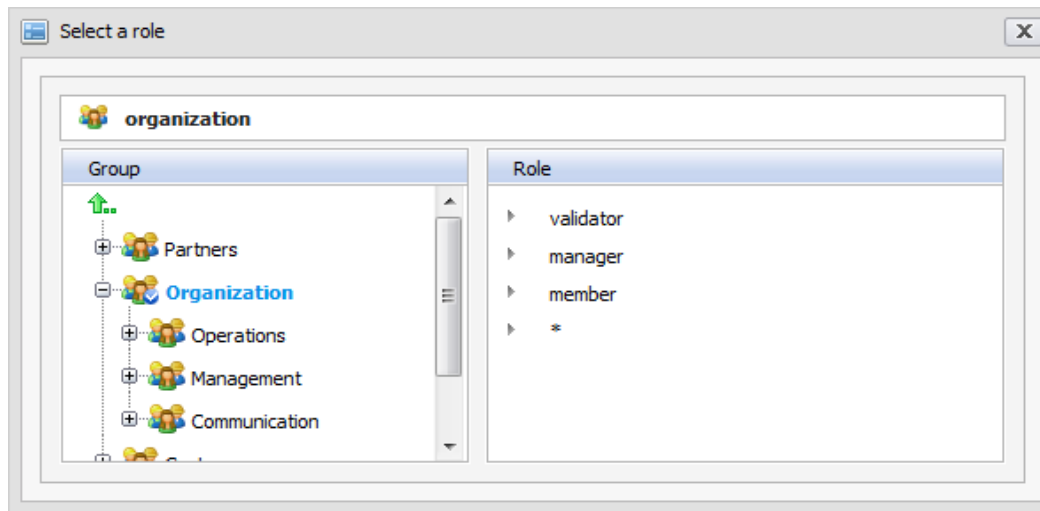 Select a role
organization
Group
Role
Partners
Organization
Operations
Management
Communication
validator
manager
member
*